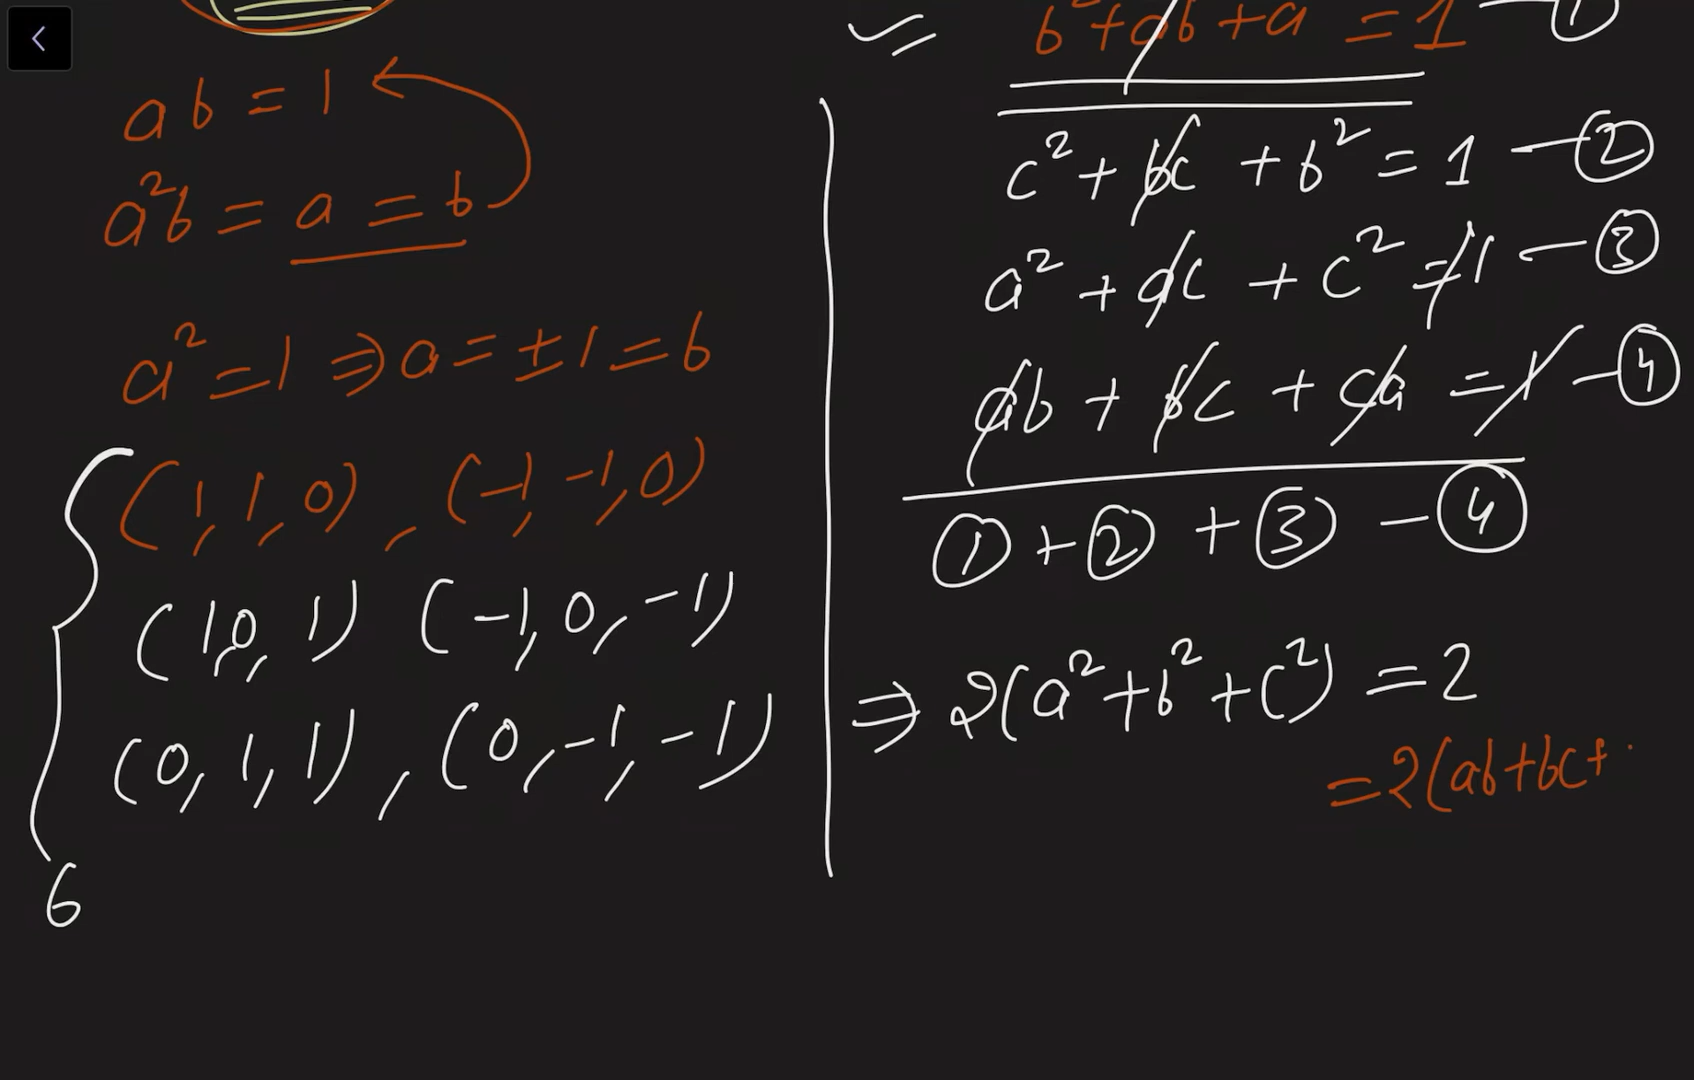 ab = 1
a²b = a = b
a² = 1 ⇒ a = ±1 = b
(1, 1, 0), (-1, -1, 0)
(1, 0, 1) (-1, 0, -1)
(0, 1, 1), (0, -1, -1)
6
b² + ab + a = 1 — ①
c² + bc + b² = 1 — ②
a² + ac + c² = 1 — ③
ab + bc + ca = 1 — ④
① + ② + ③ - ④
⇒ 2(a² + b² + c²) = 2
= 2(ab + bc +